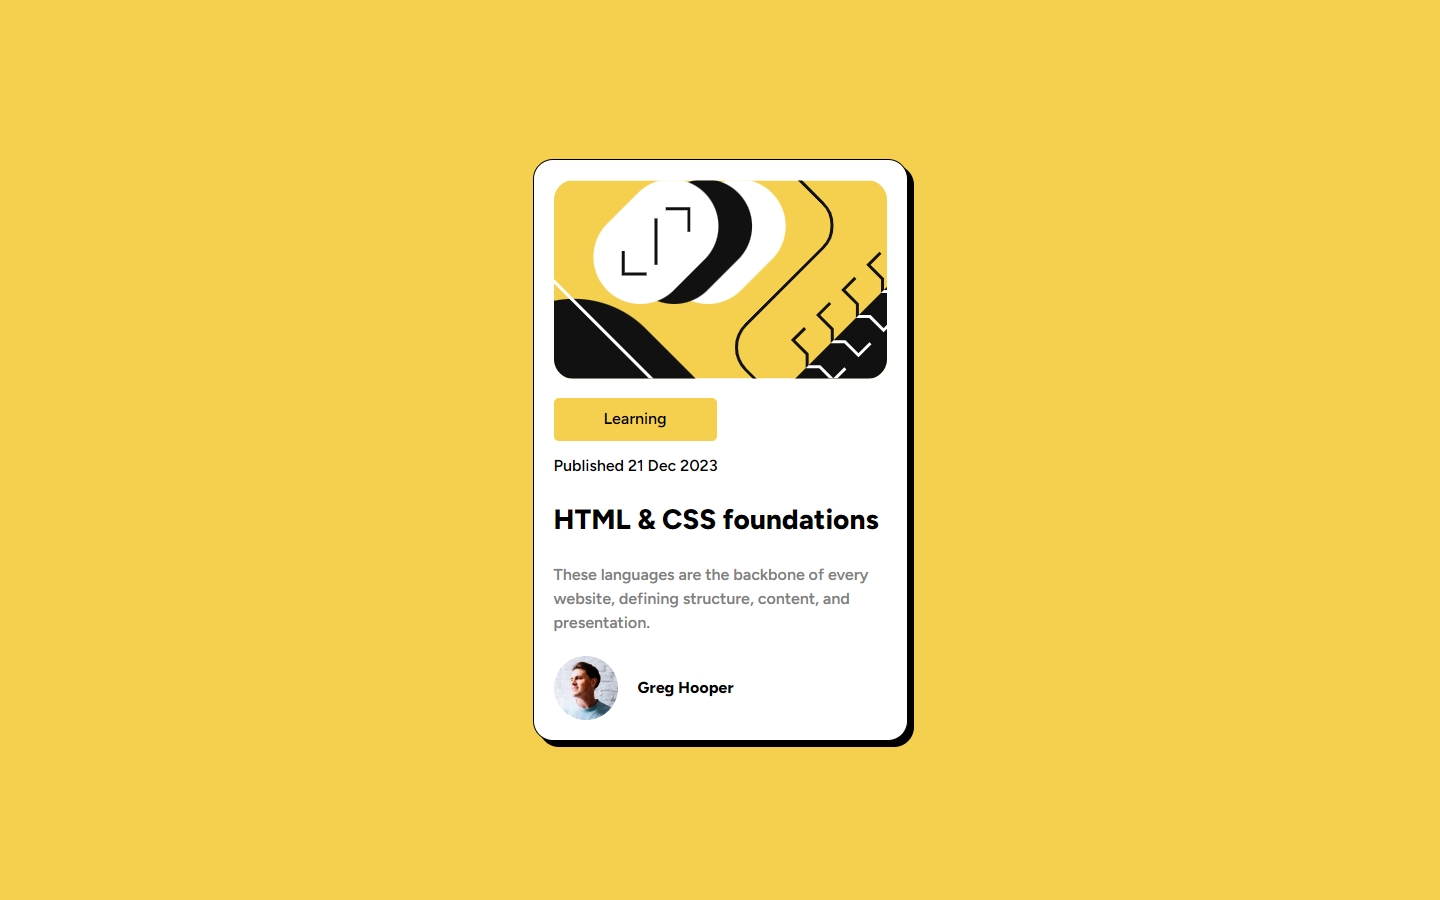 Learning
Published 21 Dec 2023
HTML & CSS foundations
These languages are the backbone of every
website, defining structure, content, and
presentation.
Greg Hooper